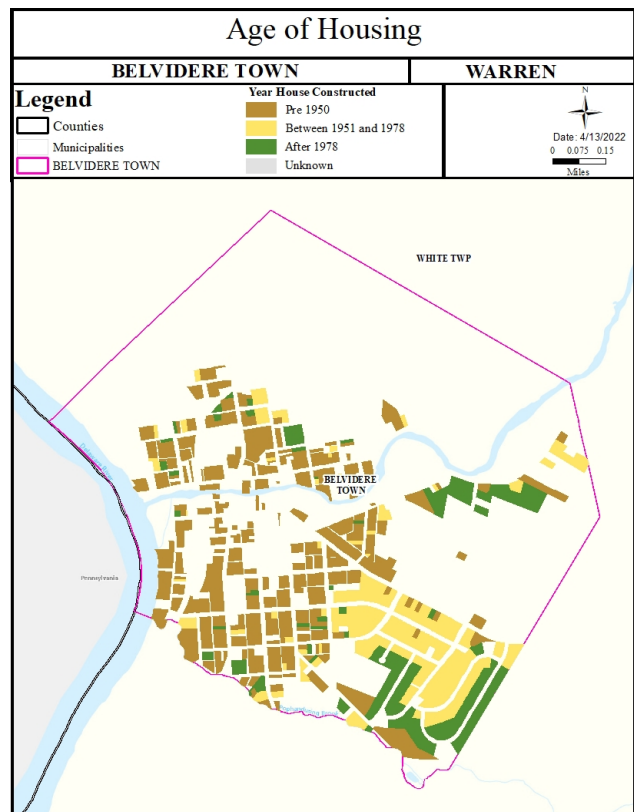 Age of Housing
BELVIDERE TOWN
WARREN
Legend
Counties
Municipalities
BELVIDERE TOWN
Year House Constructed
Pre 1950
Between 1951 and 1978
After 1978
Unknown
N
Date: 4/13/2022
0 0.075 0.15
Miles
WHITE TWP
BELVIDERE
TOWN
Pennsylvania